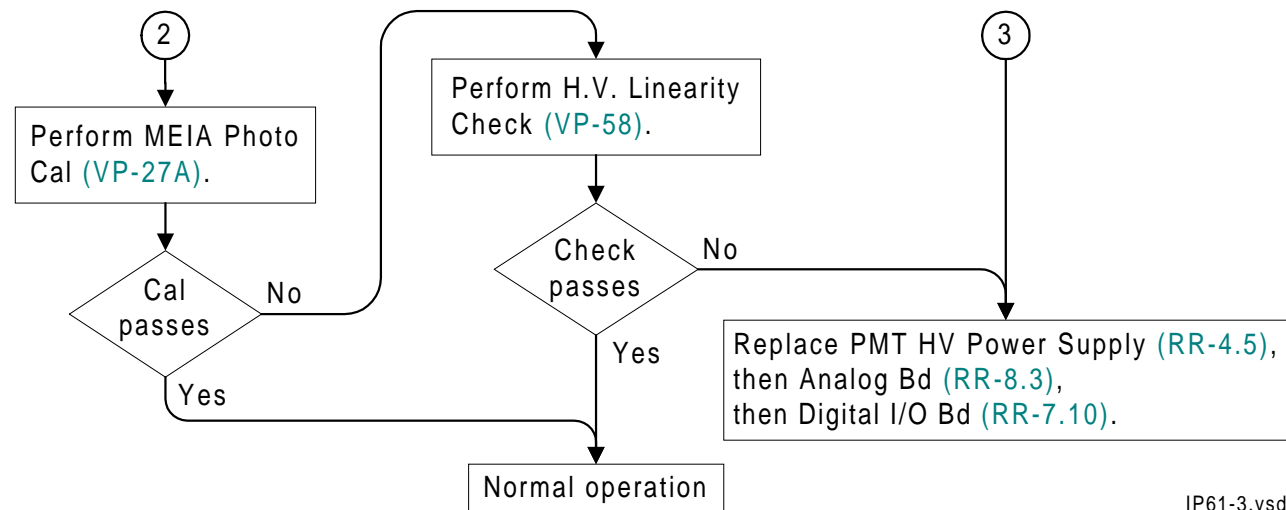 2
Perform MEIA Photo
Cal (VP-27A).
Cal
passes
No
Yes
Perform H.V. Linearity
Check (VP-58).
Check
passes
No
Yes
3
Replace PMT HV Power Supply (RR-4.5),
then Analog Bd (RR-8.3),
then Digital I/O Bd (RR-7.10).
Normal operation
IP61-3.vsd